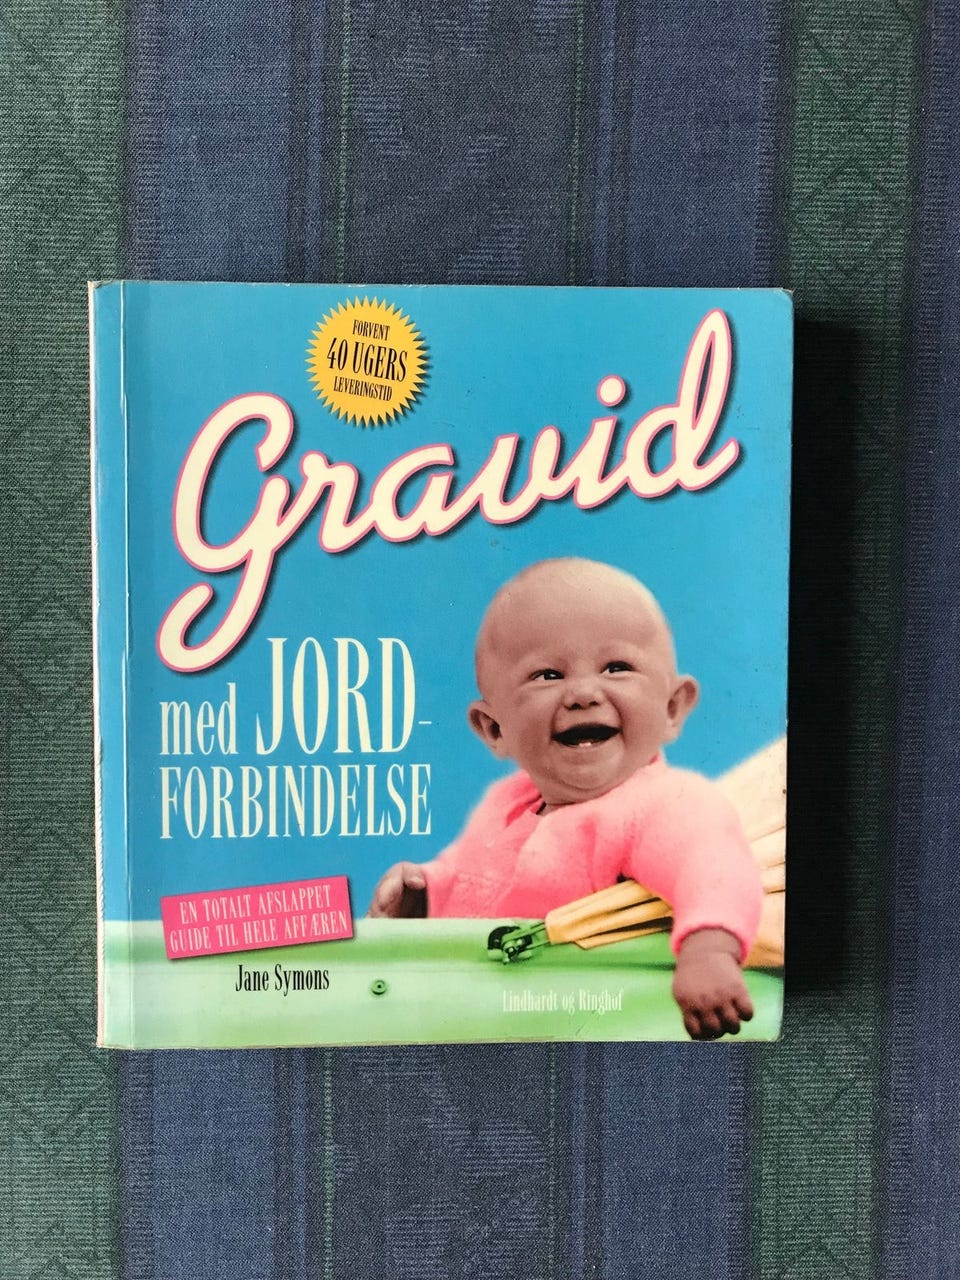 FORVENT
40 UGERS
LEVERINGSTID
Gravid
med JORD-
FORBINDELSE
EN TOTALT AFSLAPPET
GUIDE TIL HELE AFFÆREN
Jane Symons
Lindhardt og Ringhof